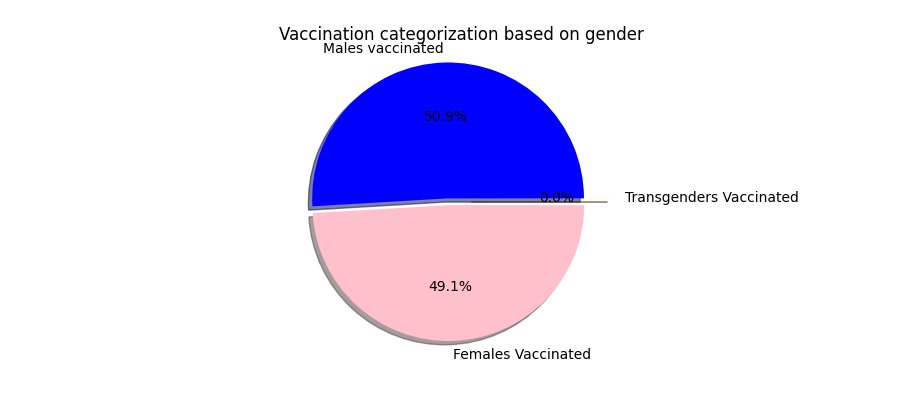 Vaccination categorization based on gender
Males vaccinated
50.9%
0.0%
Transgenders Vaccinated
49.1%
Females Vaccinated